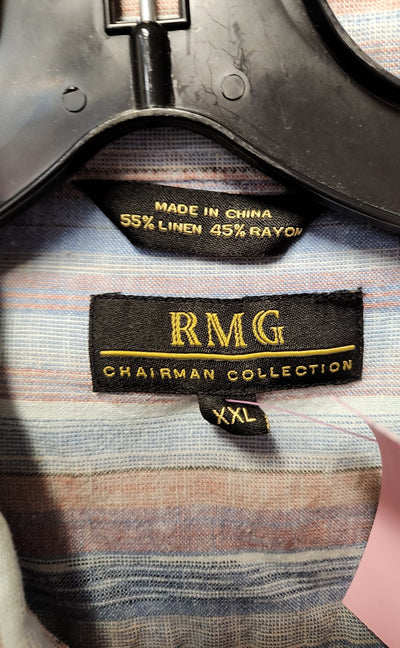 MADE IN CHINA
55% LINEN 45% RAYON
RMG
CHAIRMAN COLLECTION
XXL